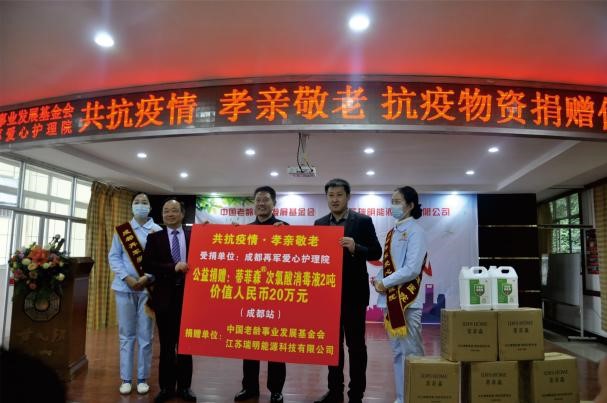 事业发展基金会
爱心护理院
共抗疫情 孝亲敬老 抗疫物资捐赠
中国老龄 发展基金会 瑞明能源 有限公司
共抗疫情·孝亲敬老
受捐单位：成都再军爱心护理院
公益捐赠：蒂菲森®次氯酸消毒液2吨
价值人民币20万元
（成都站）
捐赠单位：中国老龄事业发展基金会
江苏瑞明能源科技有限公司